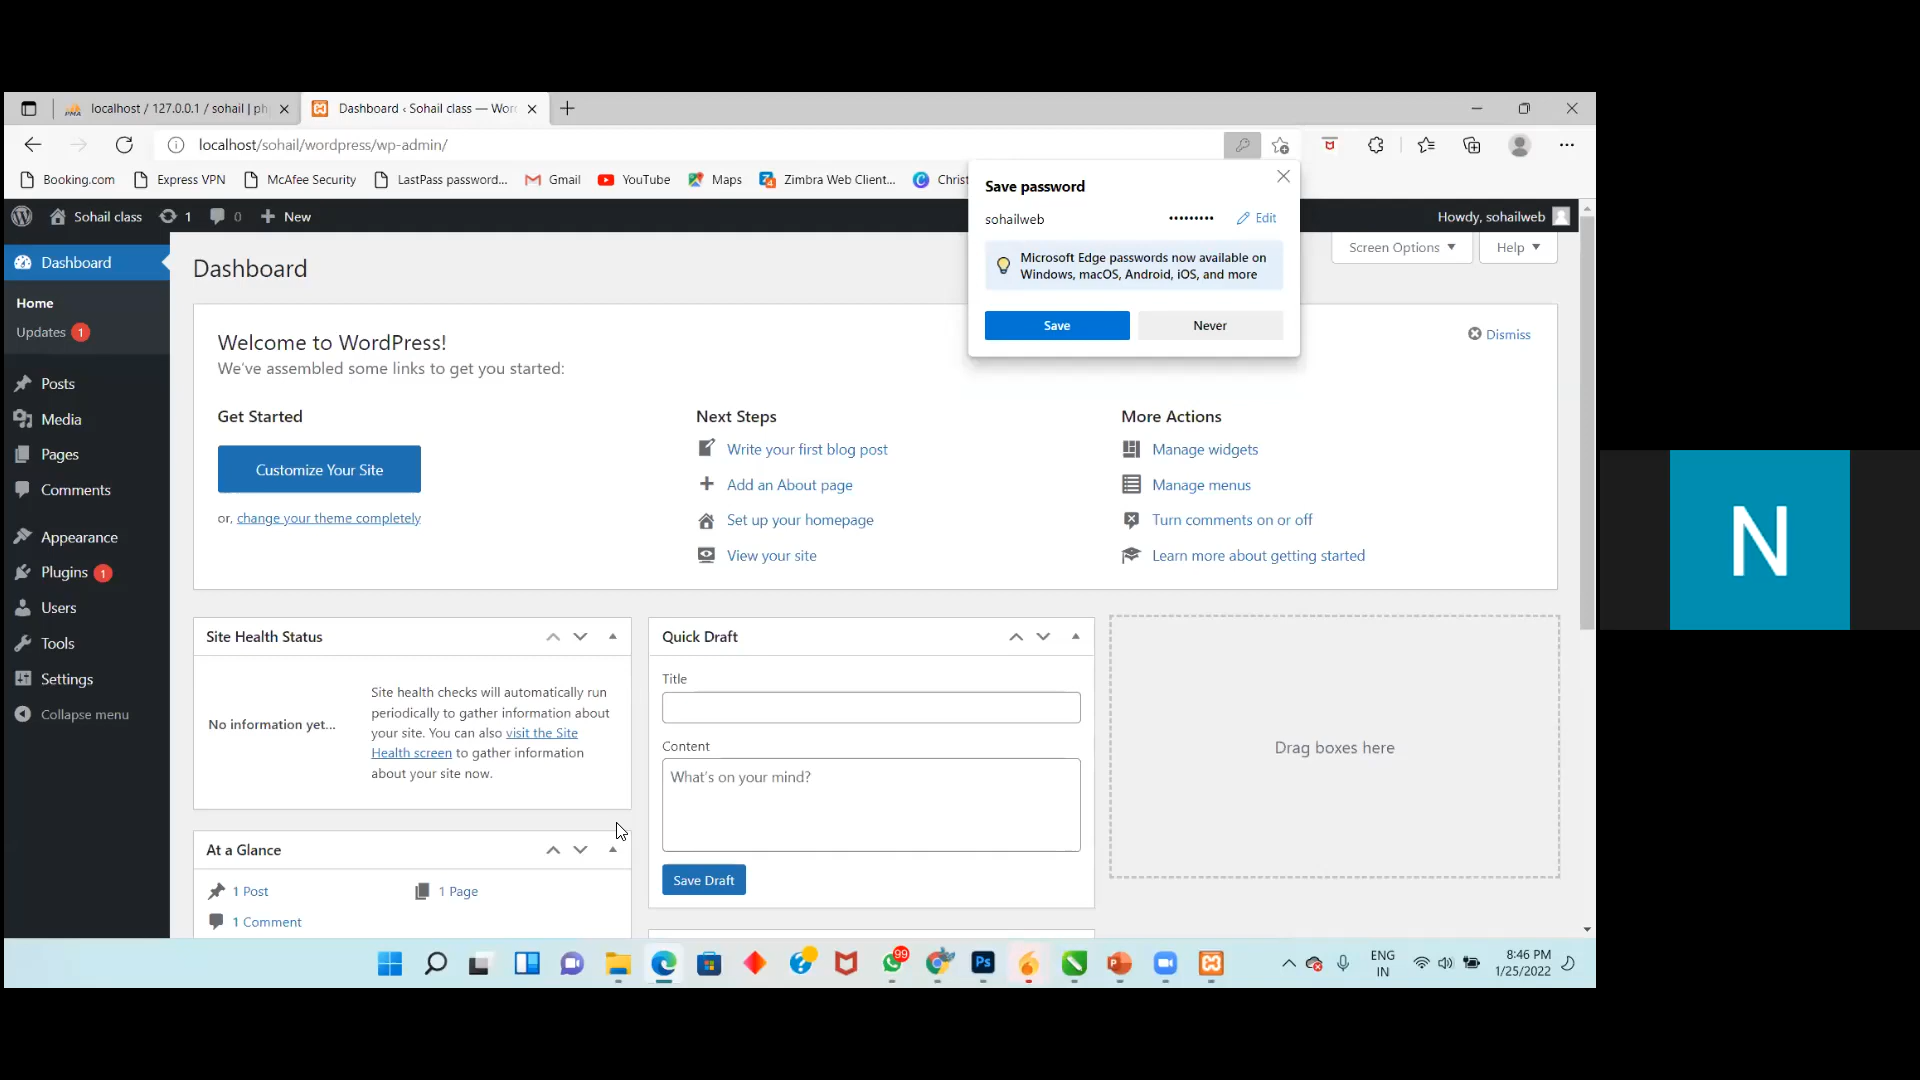 localhost / 127.0.0.1 / sohail | ph
Dashboard ‹ Sohail class — Wor
localhost/sohail/wordpress/wp-admin/
Booking.com
Express VPN
McAfee Security
LastPass password...
Gmail
YouTube
Maps
Zimbra Web Client...
Christ
Save password
sohailweb
•••••••••
Edit
Microsoft Edge passwords now available on
Windows, macOS, Android, iOS, and more
Save
Never
Sohail class
1
0
New
Howdy, sohailweb
Screen Options
Help
Dashboard
Home
Updates 1
Posts
Media
Pages
Comments
Appearance
Plugins 1
Users
Tools
Settings
Collapse menu
Dashboard
Welcome to WordPress!
We've assembled some links to get you started:
Dismiss
Get Started
Customize Your Site
or, change your theme completely
Next Steps
Write your first blog post
Add an About page
Set up your homepage
View your site
More Actions
Manage widgets
Manage menus
Turn comments on or off
Learn more about getting started
Site Health Status
No information yet...
Site health checks will automatically run
periodically to gather information about
your site. You can also visit the Site
Health screen to gather information
about your site now.
At a Glance
1 Post
1 Page
1 Comment
Quick Draft
Title
Content
What's on your mind?
Save Draft
Drag boxes here
99
Ps
ENG
IN
8:46 PM
1/25/2022
N